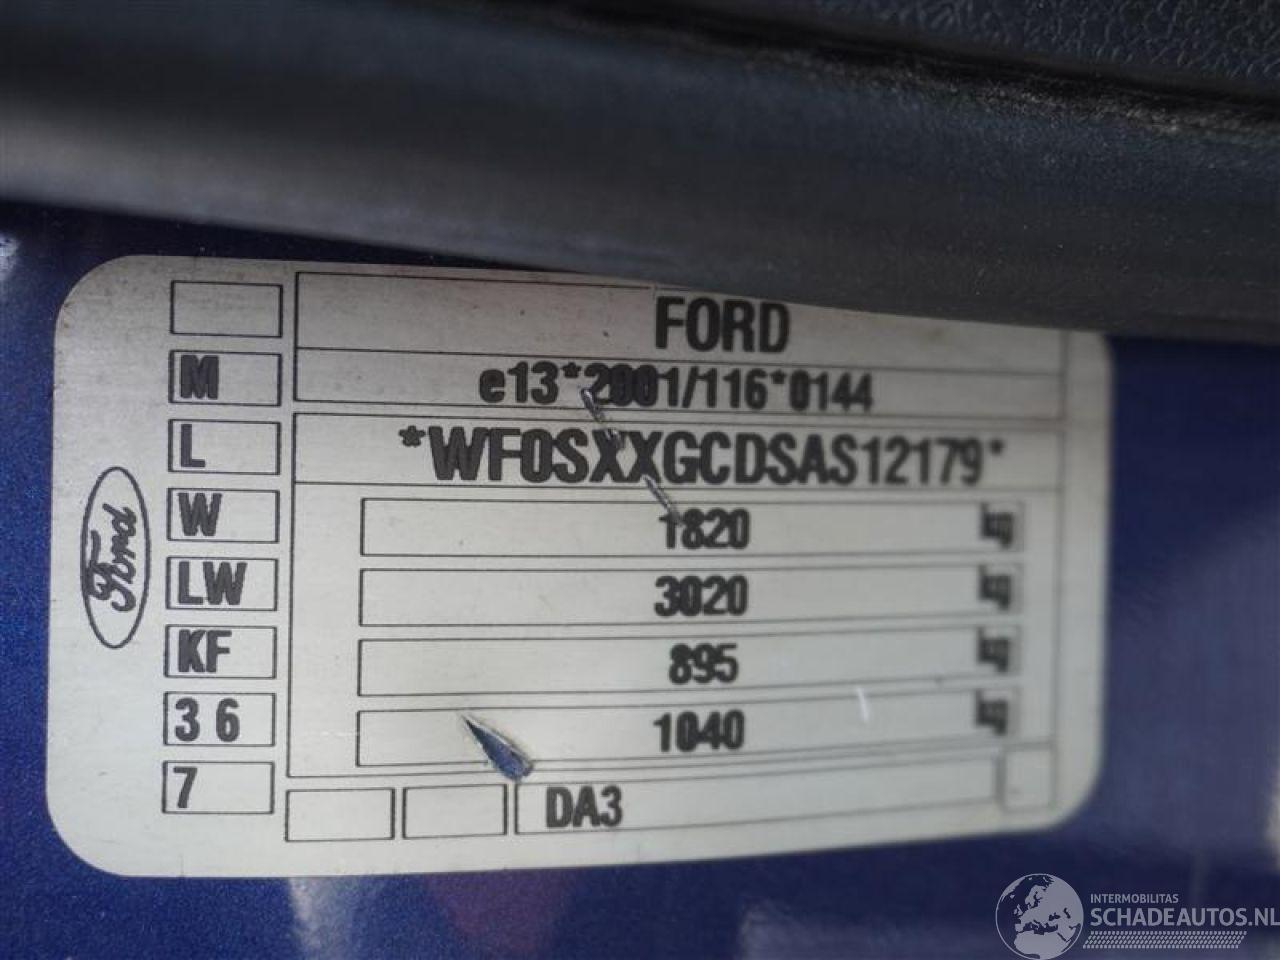 FORD
M e13*2001/116*0144
L *WF0SXXGCDSAS12179*
W 1820 kg
LW 3020 kg
KF 895 kg
3 6 1040 kg
7 DA3
Ford
INTERMOBILITAS
SCHADEAUTOS.NL